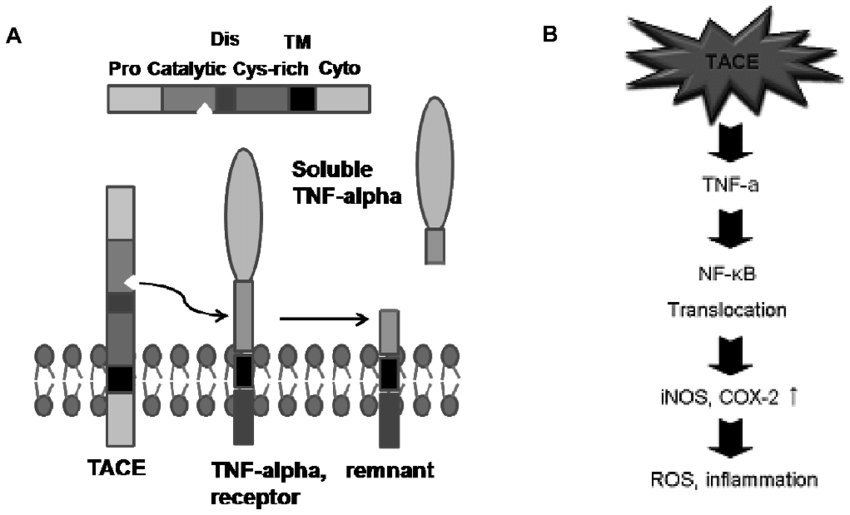 A
Dis
TM
Pro Catalytic Cys-rich Cyto
Soluble
TNF-alpha
TACE
TNF-alpha,
receptor
remnant
B
TACE
TNF-a
NF-κB
Translocation
iNOS, COX-2 ↑
ROS, inflammation